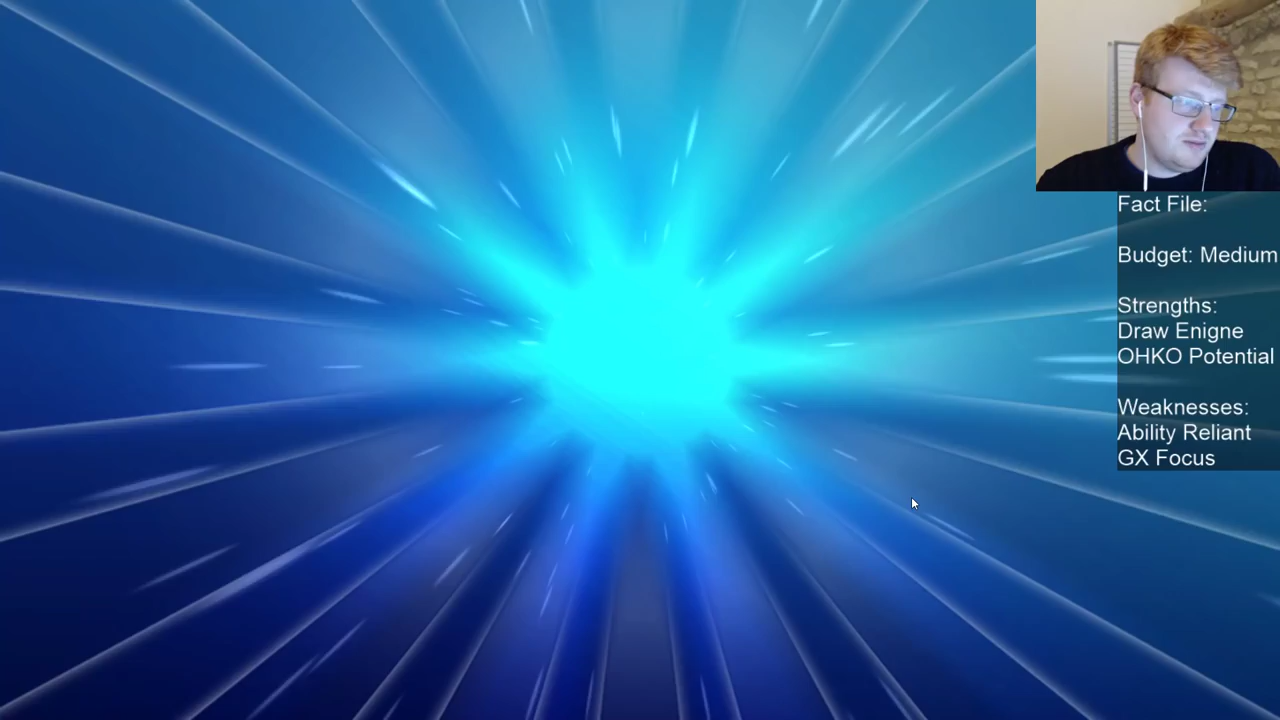 Fact File:
Budget: Medium
Strengths:
Draw Enigne
OHKO Potential
Weaknesses:
Ability Reliant
GX Focus